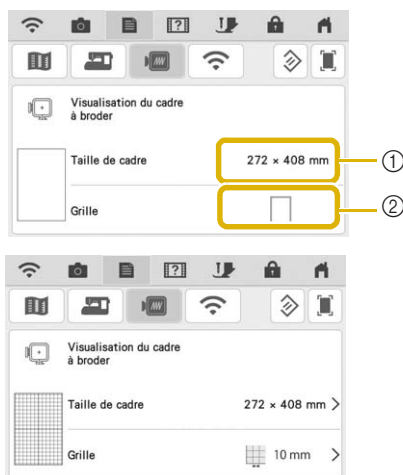 ?
Visualisation du cadre
à broder
Taille de cadre 272 × 408 mm ①
Grille ②
?
Visualisation du cadre
à broder
Taille de cadre 272 × 408 mm >
Grille 10 mm >